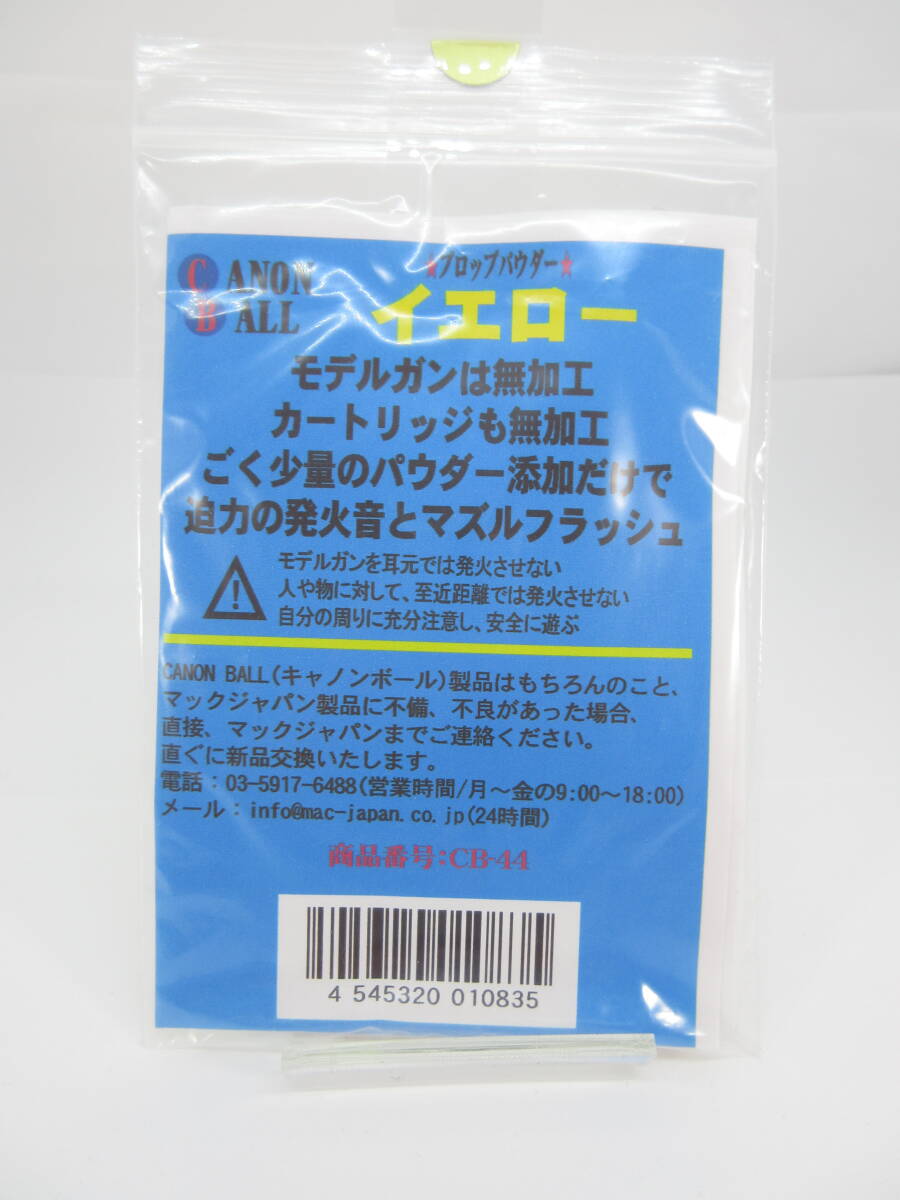 CANON
BALL
★プロップパウダー★
イエロー
モデルガンは無加工
カートリッジも無加工
ごく少量のパウダー添加だけで
迫力の発火音とマズルフラッシュ
モデルガンを耳元では発火させない
人や物に対して、至近距離では発火させない
自分の周りに充分注意し、安全に遊ぶ
CANON BALL(キャノンボール)製品はもちろんのこと、
マックジャパン製品に不備、不良があった場合、
直接、マックジャパンまでご連絡ください。
直ぐに新品交換いたします。
電話：03-5917-6488(営業時間/月～金の9:00～18:00)
メール：info@mac-japan.co.jp(24時間)
商品番号:CB-44
4 545320 010835